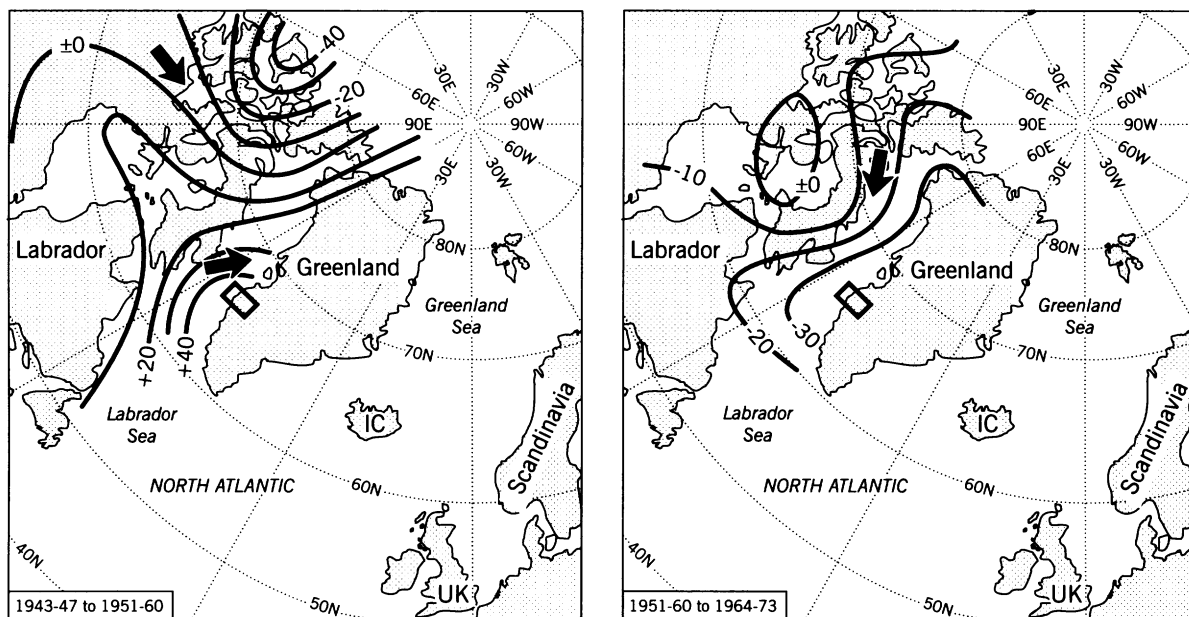 ±0
-40
-20
30E
60E
90E
30E
30W
60W
90W
60W
30W
80N
Labrador
Greenland
Greenland
Sea
+20
+40
70N
Labrador
Sea
IC
Scandinavia
NORTH ATLANTIC
60N
40N
50N
UK
1943-47 to 1951-60
30E
60E
90E
30E
30W
60W
90W
60W
30W
-10
±0
80N
Labrador
Greenland
Greenland
Sea
-20
-30
70N
Labrador
Sea
IC
Scandinavia
NORTH ATLANTIC
60N
40N
50N
UK
1951-60 to 1964-73